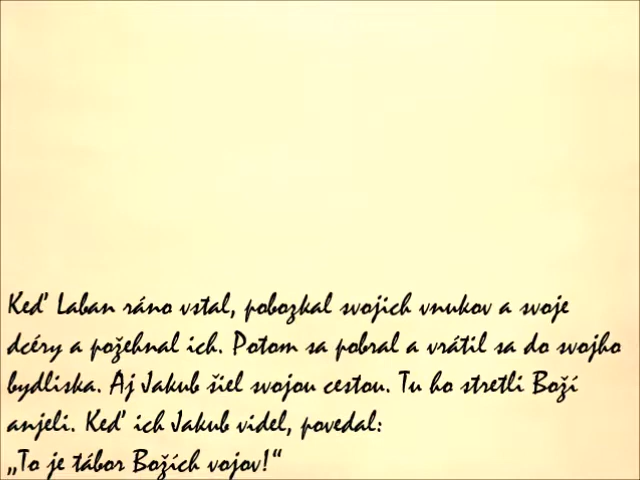 Keď Laban ráno vstal, pobozkal svojich vnukov a svoje
dcéry a požehnal ich. Potom sa pobral a vrátil sa do svojho
bydliska. Aj Jakub šiel svojou cestou. Tu ho stretli Boží
anjeli. Keď ich Jakub videl, povedal:
„To je tábor Božích vojov!“